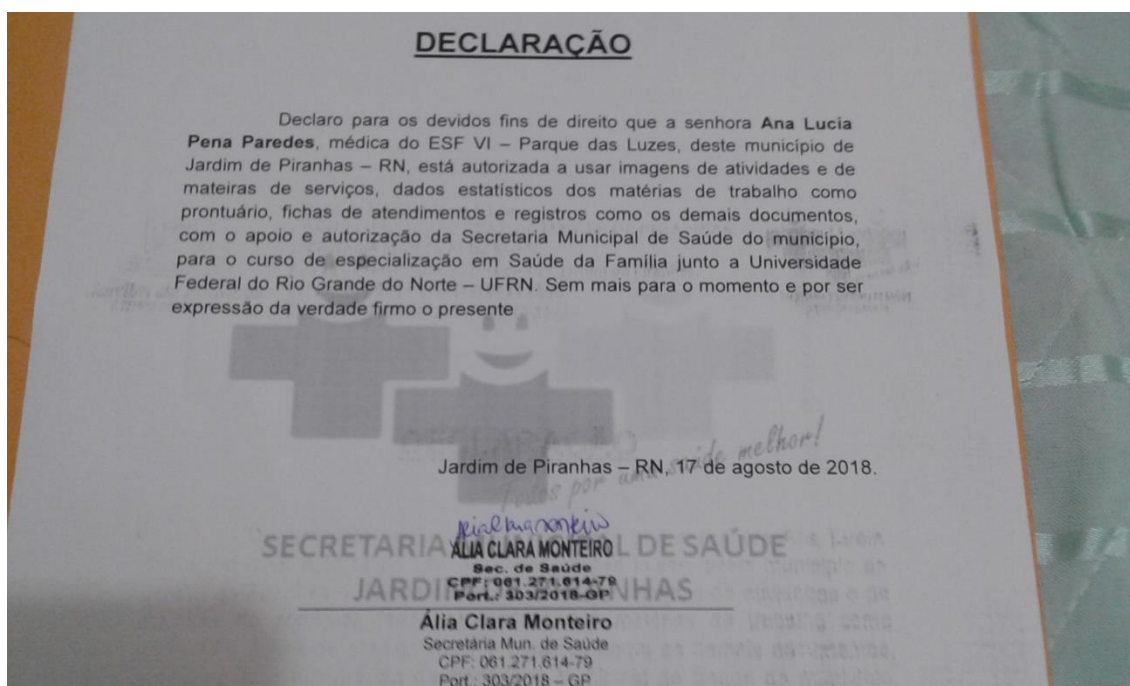 DECLARAÇÃO
Declaro para os devidos fins de direito que a senhora Ana Lucia
Pena Paredes, médica do ESF VI – Parque das Luzes, deste município de
Jardim de Piranhas – RN, está autorizada a usar imagens de atividades e de
mateiras de serviços, dados estatísticos dos matérias de trabalho como
prontuário, fichas de atendimentos e registros como os demais documentos,
com o apoio e autorização da Secretaria Municipal de Saúde do município,
para o curso de especialização em Saúde da Família junto a Universidade
Federal do Rio Grande do Norte – UFRN. Sem mais para o momento e por ser
expressão da verdade firmo o presente
Todos por uma saúde melhor!
Jardim de Piranhas – RN, 17 de agosto de 2018.
SECRETARIA L DE SAÚDE
JARDI NHAS
ÁLIA CLARA MONTEIRO
Sec. de Saúde
CPF: 061.271.614-79
Port.: 303/2018-GP
Ália Clara Monteiro
Secretária Mun. de Saúde
CPF: 061.271.614-79
Port.: 303/2018 – GP